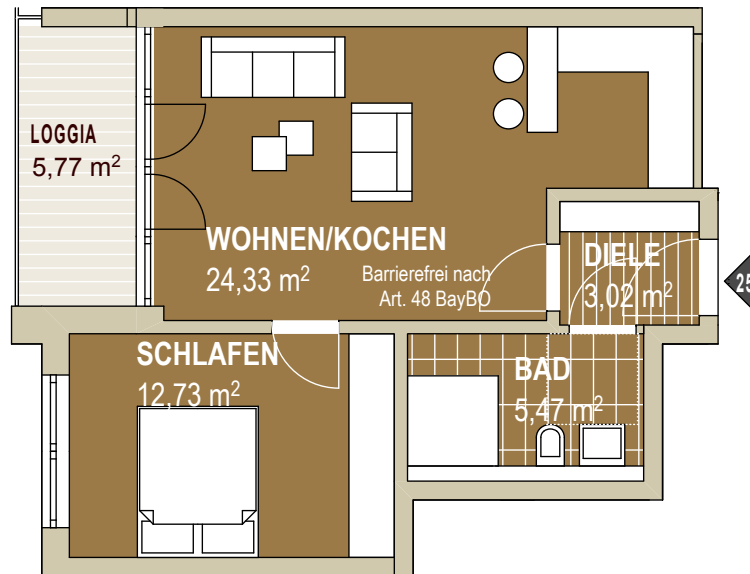 LOGGIA
5,77 m²
WOHNEN/KOCHEN
24,33 m²
Barrierefrei nach
Art. 48 BayBO
DIELE
3,02 m²
25
SCHLAFEN
12,73 m²
BAD
5,47 m²